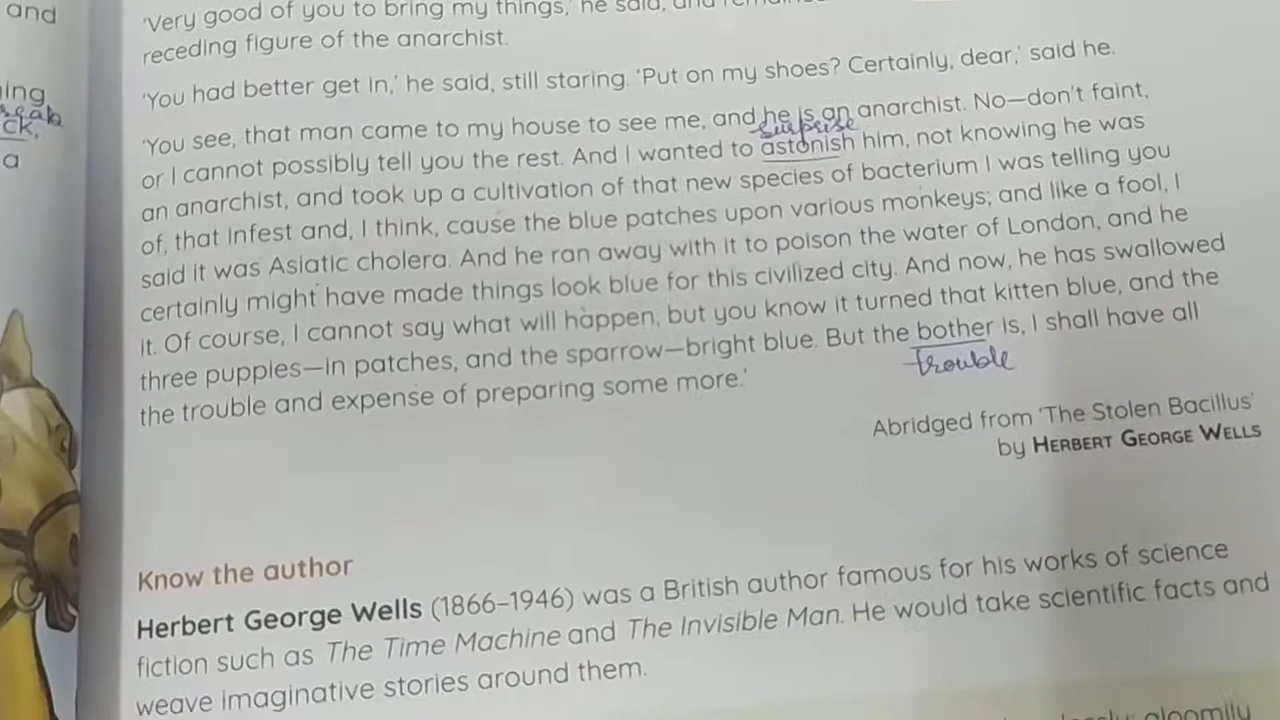 and
'Very good of you to bring my things,' he said, and
receding figure of the anarchist.
'You had better get in,' he said, still staring. 'Put on my shoes? Certainly, dear,' said he.
ing
ck,
a
'You see, that man came to my house to see me, and he is an anarchist. No—don't faint,
surprise
or I cannot possibly tell you the rest. And I wanted to astonish him, not knowing he was
an anarchist, and took up a cultivation of that new species of bacterium I was telling you
of, that infest and, I think, cause the blue patches upon various monkeys; and like a fool, I
said it was Asiatic cholera. And he ran away with it to poison the water of London, and he
certainly might have made things look blue for this civilized city. And now, he has swallowed
it. Of course, I cannot say what will happen, but you know it turned that kitten blue, and the
three puppies—in patches, and the sparrow—bright blue. But the bother is, I shall have all
trouble
the trouble and expense of preparing some more.'
Abridged from 'The Stolen Bacillus'
by HERBERT GEORGE WELLS
Know the author
Herbert George Wells (1866–1946) was a British author famous for his works of science
fiction such as The Time Machine and The Invisible Man. He would take scientific facts and
weave imaginative stories around them.
gloomily